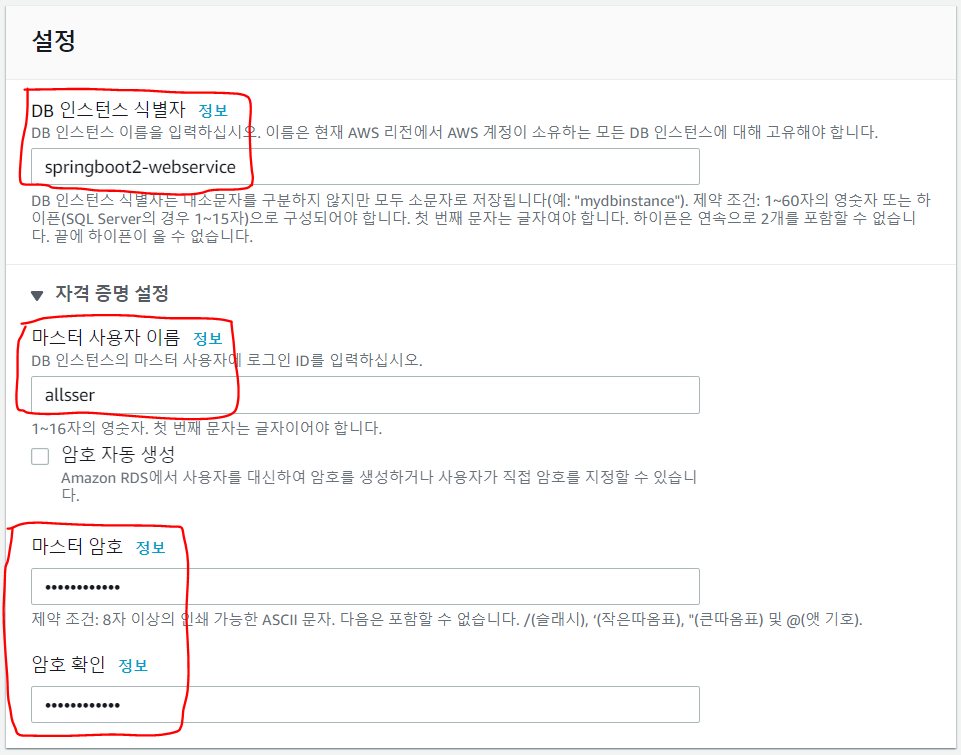 설정
DB 인스턴스 식별자 정보
DB 인스턴스 이름을 입력하십시오. 이름은 현재 AWS 리전에서 AWS 계정이 소유하는 모든 DB 인스턴스에 대해 고유해야 합니다.
springboot2-webservice
DB 인스턴스 식별자는 대소문자를 구분하지 않지만 모두 소문자로 저장됩니다(예: "mydbinstance"). 제약 조건: 1~60자의 영숫자 또는 하
이픈(SQL Server의 경우 1~15자)으로 구성되어야 합니다. 첫 번째 문자는 글자여야 합니다. 하이픈은 연속으로 2개를 포함할 수 없습니
다. 끝에 하이픈이 올 수 없습니다.
▼ 자격 증명 설정
마스터 사용자 이름 정보
DB 인스턴스의 마스터 사용자에 로그인 ID를 입력하십시오.
allsser
1~16자의 영숫자. 첫 번째 문자는 글자이어야 합니다.
암호 자동 생성
Amazon RDS에서 사용자를 대신하여 암호를 생성하거나 사용자가 직접 암호를 지정할 수 있습니
다.
마스터 암호 정보
••••••••••••
제약 조건: 8자 이상의 인쇄 가능한 ASCII 문자. 다음은 포함할 수 없습니다. /(슬래시), '(작은따옴표), "(큰따옴표) 및 @(앳 기호).
암호 확인 정보
••••••••••••